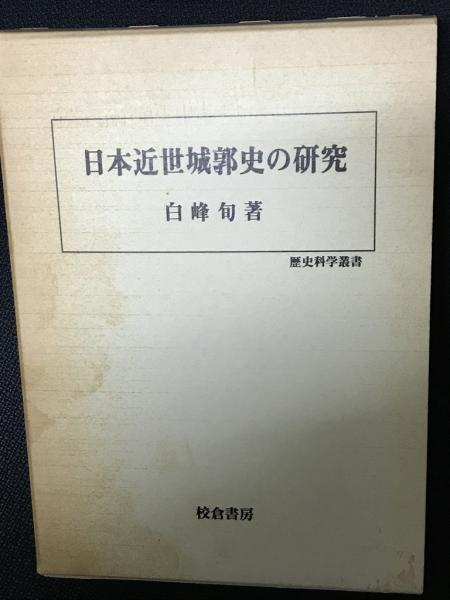 日本近世城郭史の研究
白峰旬著
歴史科学叢書
校倉書房